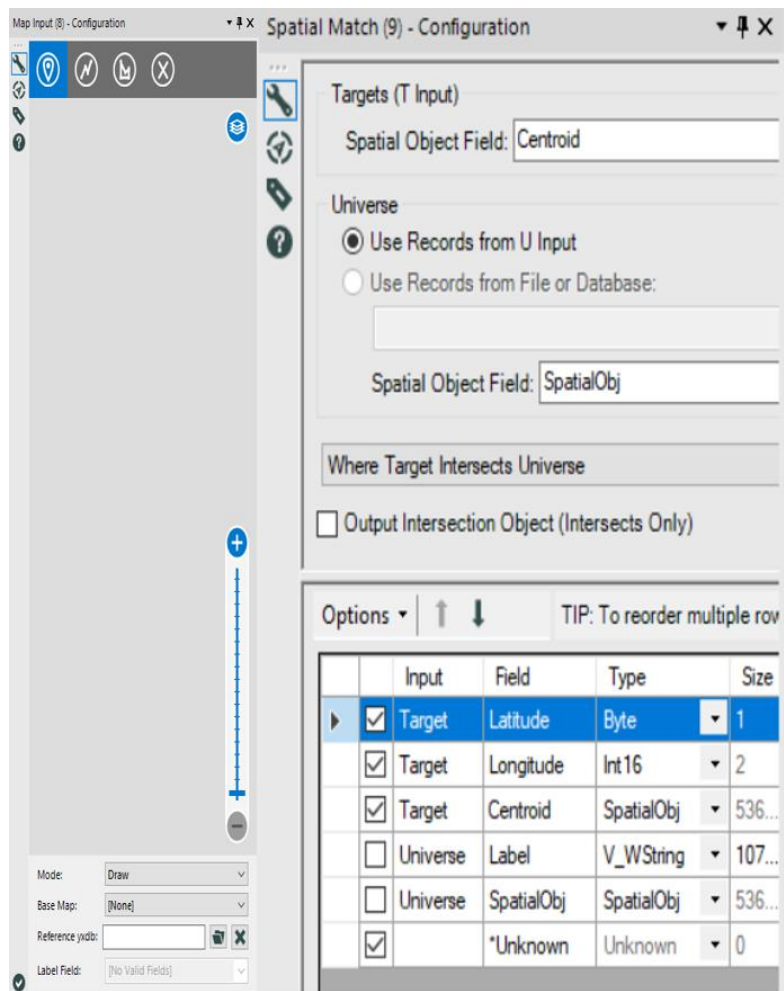 Map Input (8) - Configuration
Mode: Draw
Base Map: [None]
Reference yxdb:
Label Field: [No Valid Fields]
Spatial Match (9) - Configuration
Targets (T Input)
Spatial Object Field: Centroid
Universe
Use Records from U Input
Use Records from File or Database:
Spatial Object Field: SpatialObj
Where Target Intersects Universe
Output Intersection Object (Intersects Only)
Options TIP: To reorder multiple row
Input Field Type Size
Target Latitude Byte 1
Target Longitude Int16 2
Target Centroid SpatialObj 536...
Universe Label V_WString 107...
Universe SpatialObj SpatialObj 536...
*Unknown Unknown 0